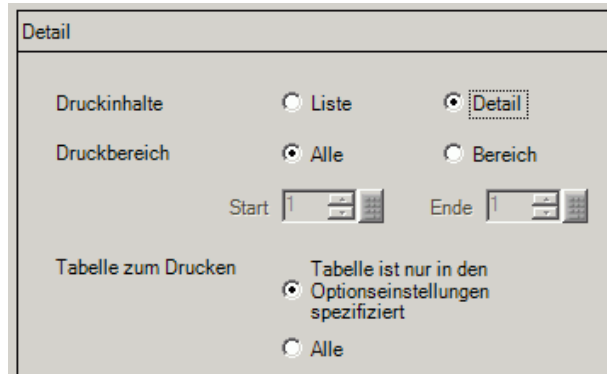 Detail
Druckinhalte Liste Detail
Druckbereich Alle Bereich
Start 1 Ende 1
Tabelle zum Drucken Tabelle ist nur in den
Optionseinstellungen
spezifiziert
Alle